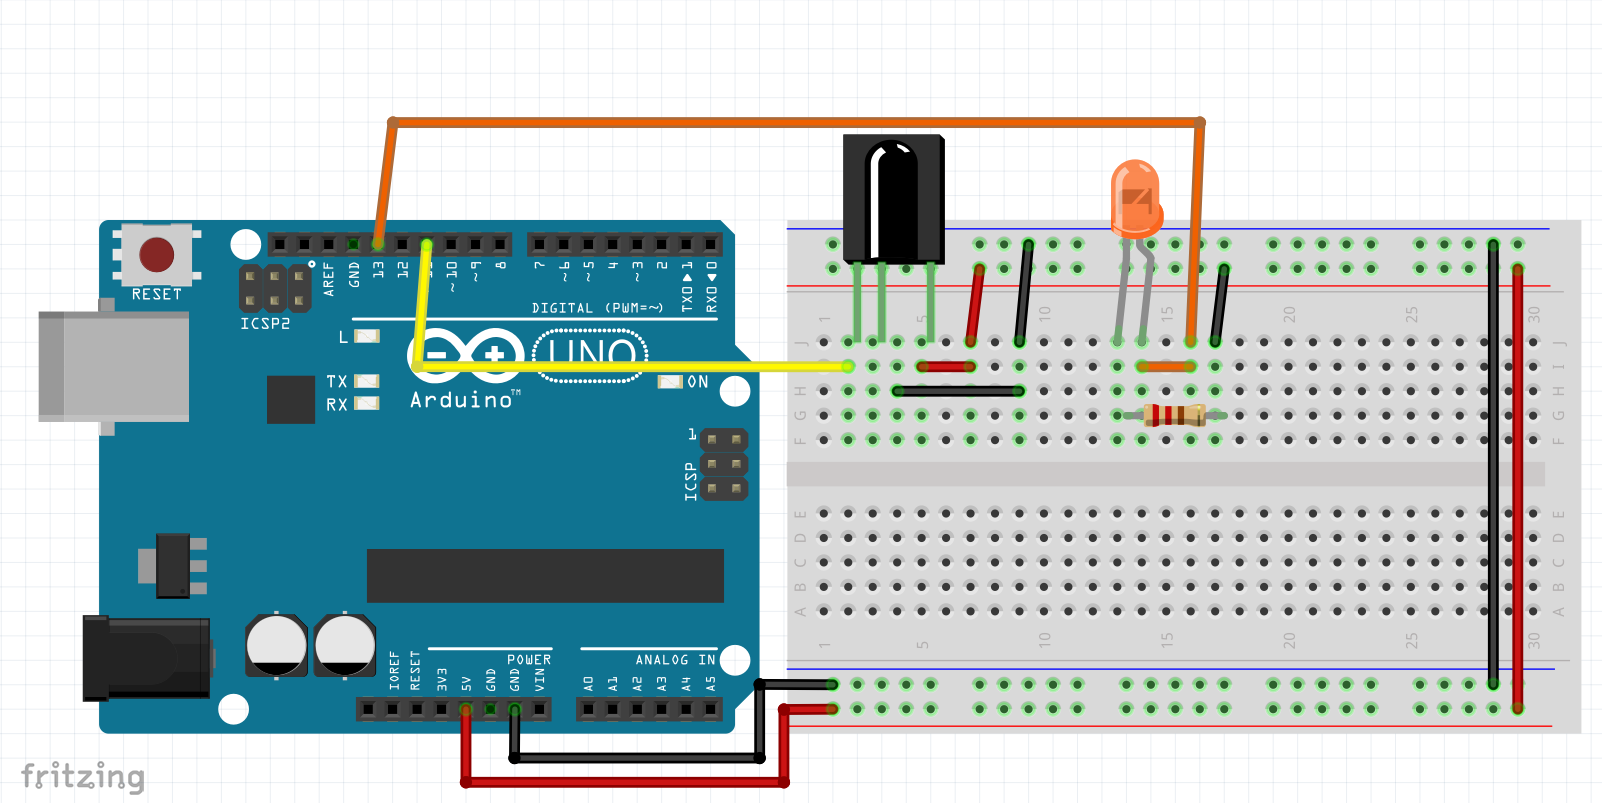 RESET
ICSP2
AREF
GND
13
12
~10
~9
8
7
~6
~5
4
~3
2
TX0▶1
RX0◀0
DIGITAL (PWM=~)
L
TX
RX
UNO
ON
Arduino™
1
ICSP
IOREF
RESET
3V3
5V
GND
GND
VIN
POWER
A0
A1
A2
A3
A4
A5
ANALOG IN
1
5
10
15
20
25
30
J
I
H
G
F
J
I
H
G
F
E
D
C
B
A
E
D
C
B
A
1
5
10
15
20
25
30
fritzing